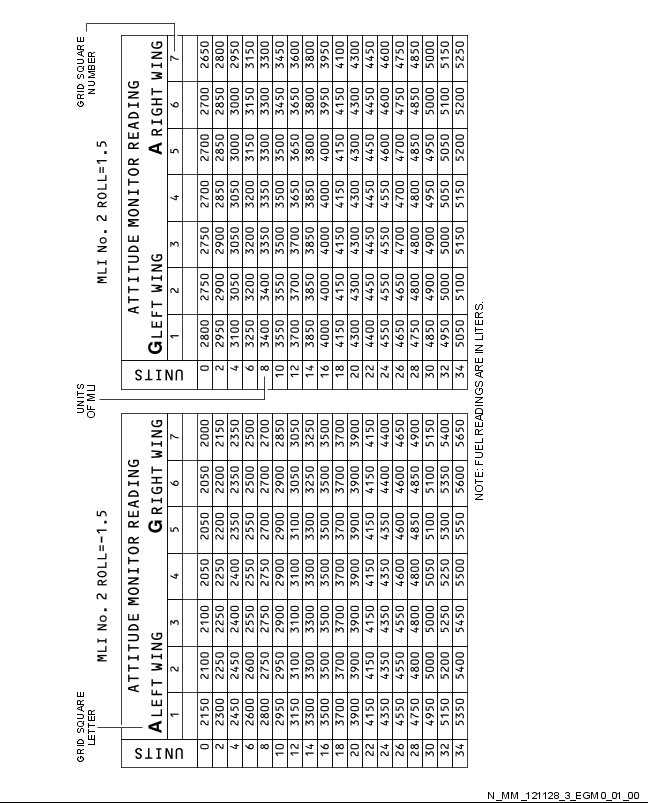 GRID SQUARE
LETTER
MLI No. 2 ROLL=-1.5
ATTITUDE MONITOR READING
UNITS
A LEFT WING G RIGHT WING
1 2 3 4 5 6 7
0 2150 2100 2100 2050 2050 2050 2000
2 2300 2250 2250 2250 2200 2200 2150
4 2450 2450 2400 2400 2350 2350 2350
6 2600 2600 2550 2550 2550 2500 2500
8 2800 2750 2750 2750 2700 2700 2700
10 2950 2950 2900 2900 2900 2900 2850
12 3150 3100 3100 3100 3100 3050 3050
14 3300 3300 3300 3300 3300 3250 3250
16 3500 3500 3500 3500 3500 3500 3500
18 3700 3700 3700 3700 3700 3700 3700
20 3900 3900 3900 3900 3900 3900 3900
22 4150 4150 4150 4150 4150 4150 4150
24 4350 4350 4350 4350 4350 4400 4400
26 4550 4550 4550 4600 4600 4600 4650
28 4750 4800 4800 4800 4850 4850 4900
30 4950 5000 5000 5050 5100 5100 5150
32 5150 5200 5250 5250 5300 5350 5400
34 5350 5400 5450 5500 5550 5600 5650
UNITS
OF MLI
GRID SQUARE
NUMBER
MLI No. 2 ROLL=1.5
ATTITUDE MONITOR READING
UNITS
G LEFT WING A RIGHT WING
1 2 3 4 5 6 7
0 2800 2750 2750 2700 2700 2700 2650
2 2950 2900 2900 2850 2850 2850 2800
4 3100 3050 3050 3050 3000 3000 2950
6 3250 3200 3200 3200 3150 3150 3150
8 3400 3400 3350 3350 3300 3300 3300
10 3550 3550 3500 3500 3500 3450 3450
12 3700 3700 3700 3650 3650 3650 3600
14 3850 3850 3850 3850 3800 3800 3800
16 4000 4000 4000 4000 4000 3950 3950
18 4150 4150 4150 4150 4150 4150 4100
20 4300 4300 4300 4300 4300 4300 4300
22 4400 4450 4450 4450 4450 4450 4450
24 4550 4550 4550 4550 4600 4600 4600
26 4650 4650 4700 4700 4750 4750 4750
28 4750 4800 4800 4800 4850 4850 4850
30 4850 4900 4900 4950 4950 5000 5000
32 4950 5000 5050 5050 5050 5100 5150
34 5050 5100 5150 5150 5200 5200 5250
NOTE: FUEL READINGS ARE IN LITERS.
N_MM_121128_3_EGM0_01_00